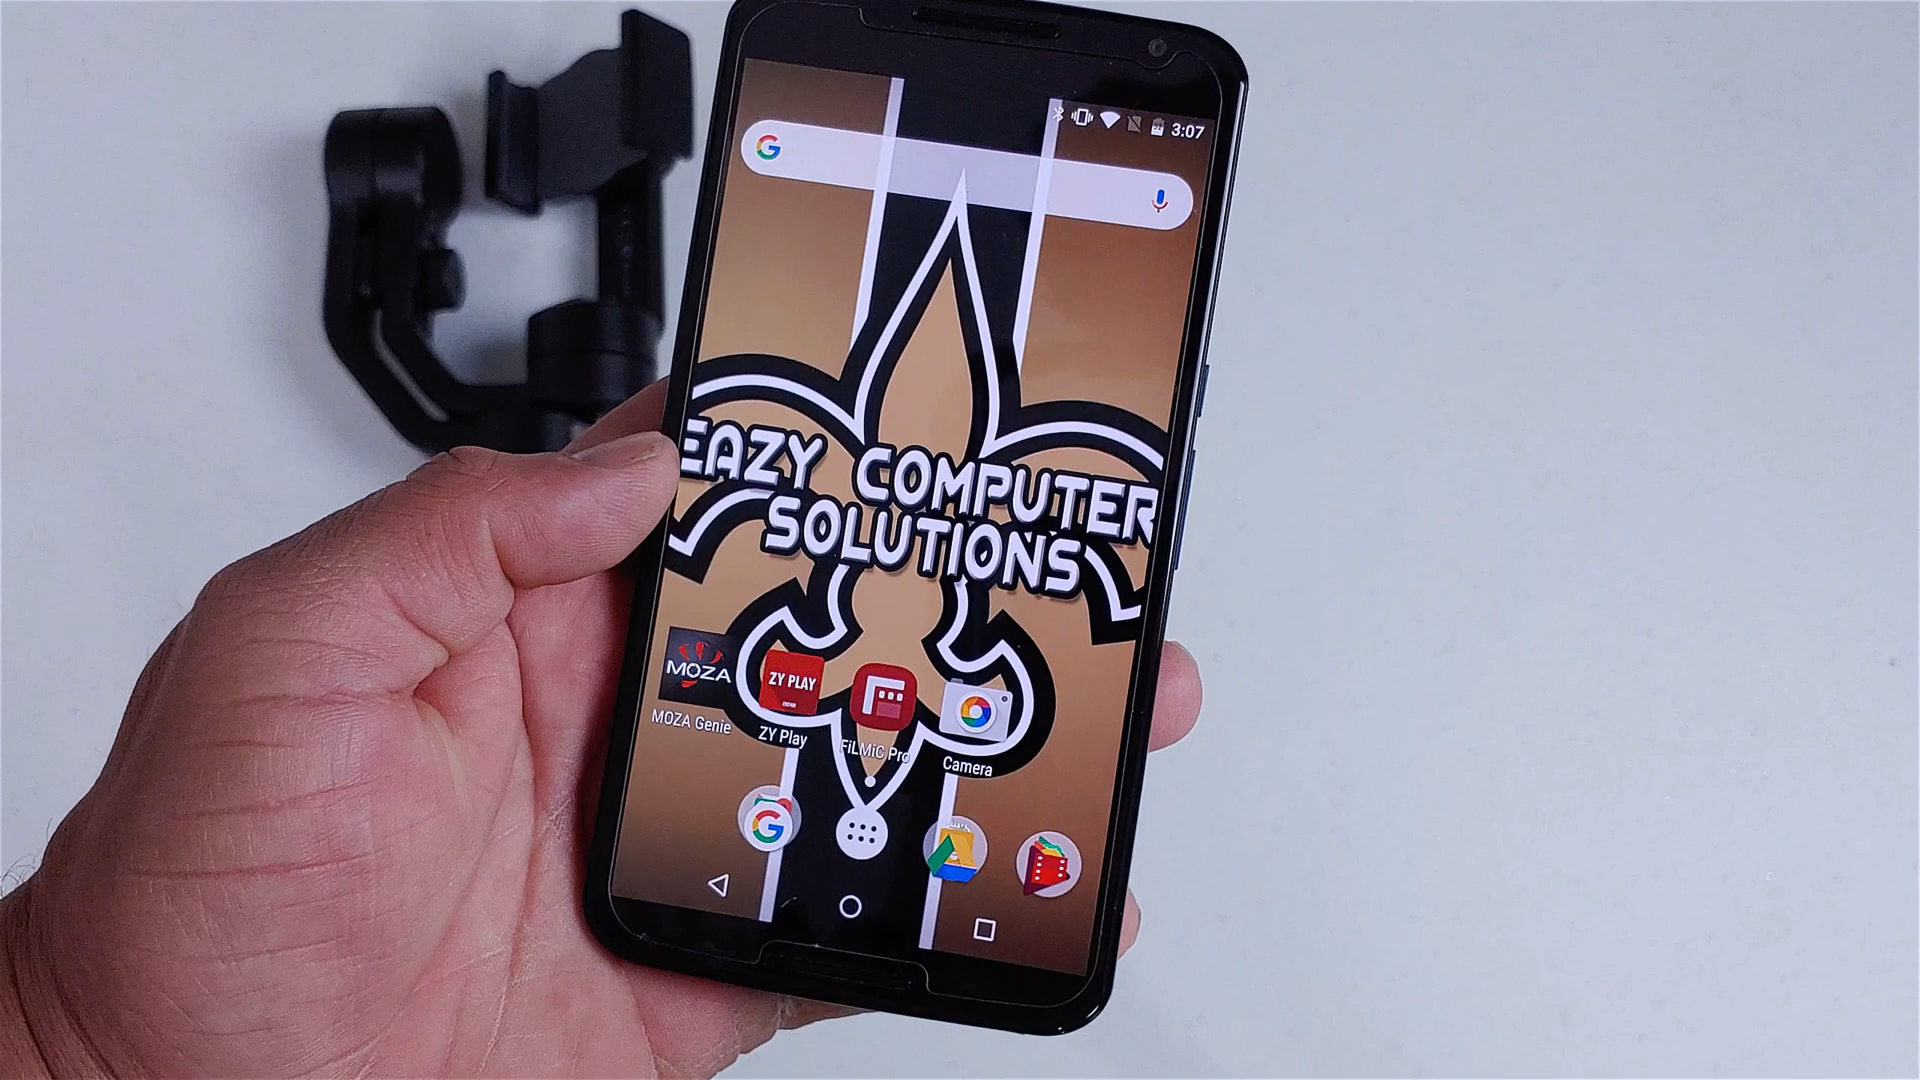 3:07
EAZY COMPUTER
SOLUTIONS
MOZA
ZY PLAY
MOZA Genie
ZY Play
FiLMiC Pro
Camera